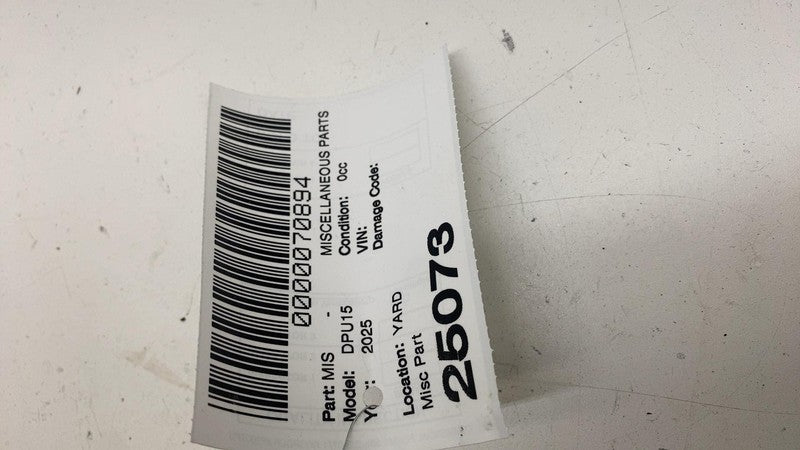 0000070894
Part: MIS - MISCELLANEOUS PARTS
Model: DPU15 Condition: 0cc
2025 VIN:
Damage Code:
Location: YARD
Misc Part
25073